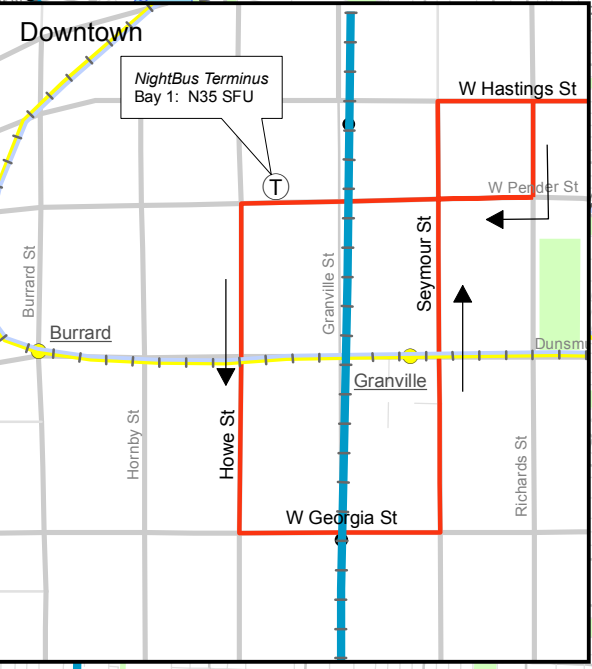 Downtown
NightBus Terminus
Bay 1: N35 SFU
W Hastings St
T
W Pender St
Burrard St
Granville St
Seymour St
Burrard
Dunsmu
Granville
Hornby St
Howe St
Richards St
W Georgia St